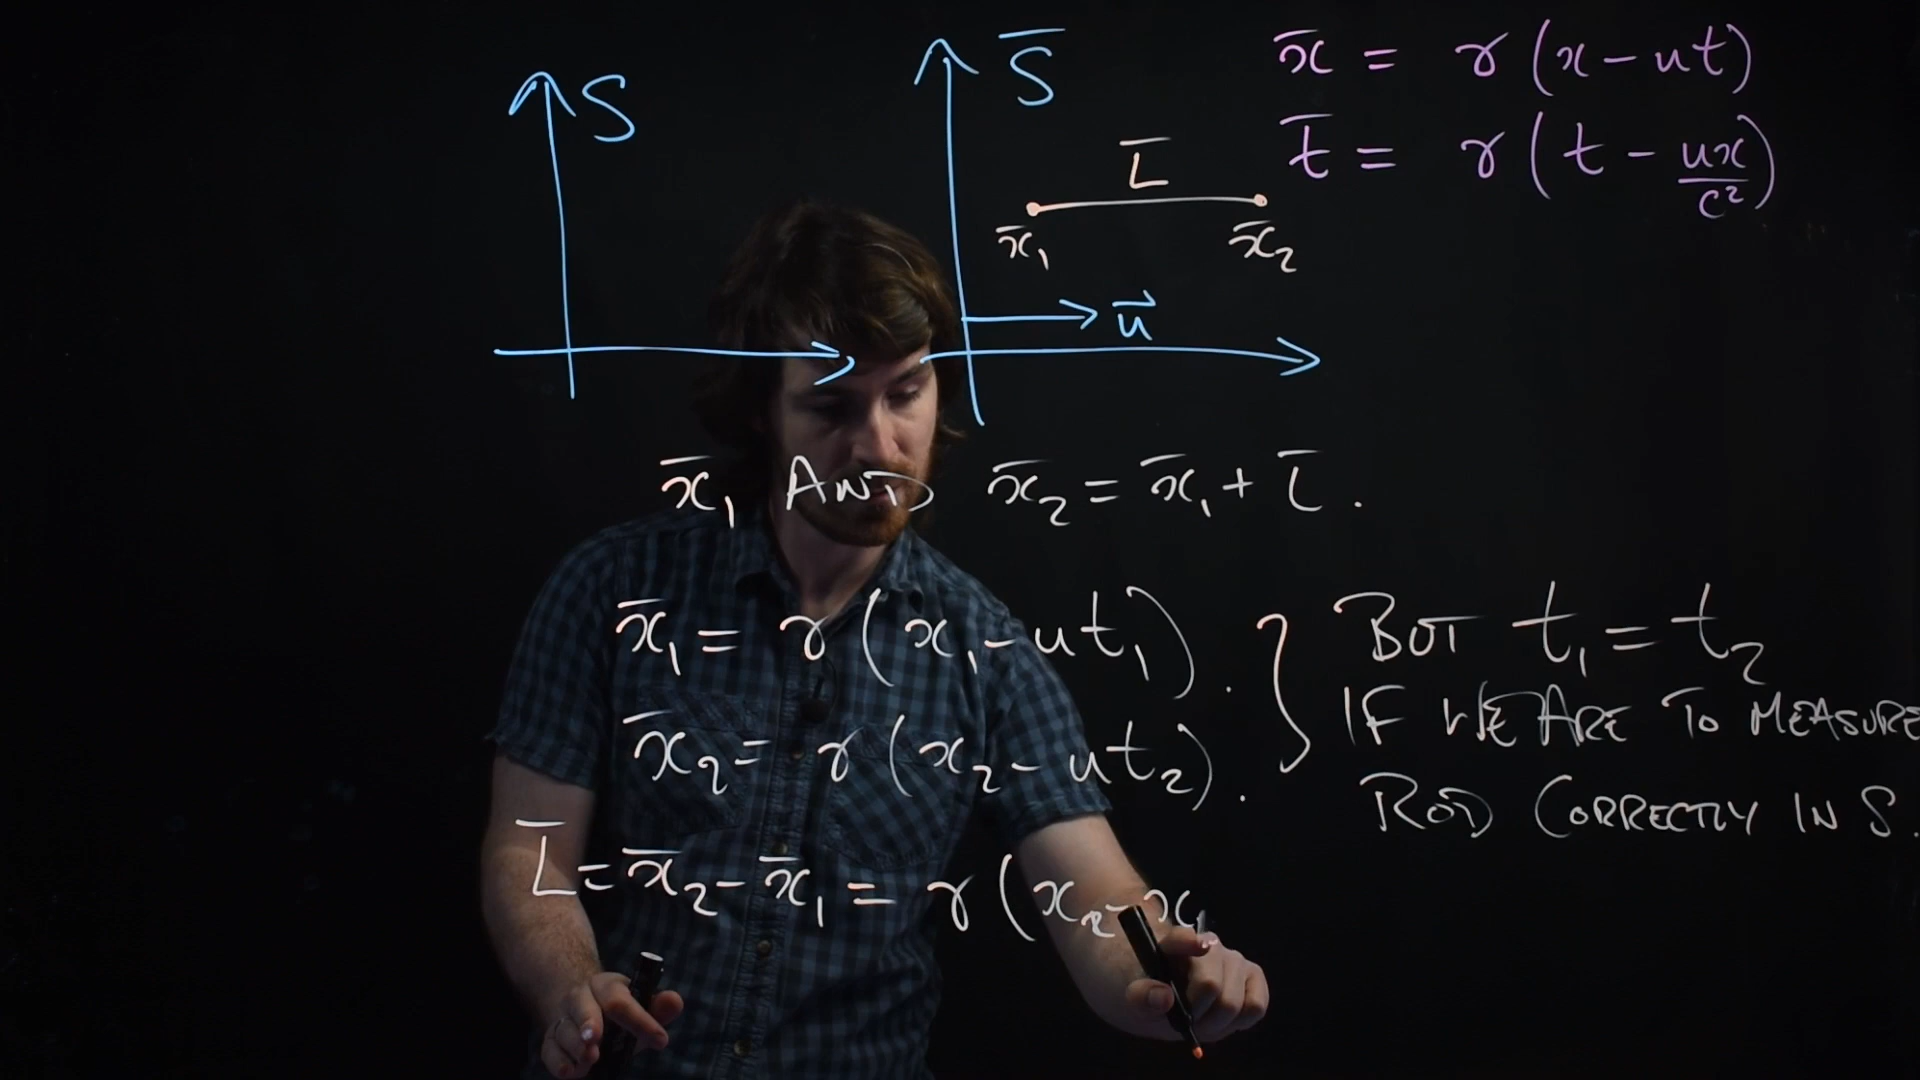 S
S̅
x̅ = γ(x - ut)
t̅ = γ(t - ux/c²)
L̅
x̅₁ x̅₂
u⃗
x̅₁ AND x̅₂ = x̅₁ + L̅.
x̅₁ = γ(x₁ - ut₁).
x̅₂ = γ(x₂ - ut₂).
} BUT t₁ = t₂
IF WE ARE TO MEASURE
ROD CORRECTLY IN S.
L̅ = x̅₂ - x̅₁ = γ(x₂ - x₁